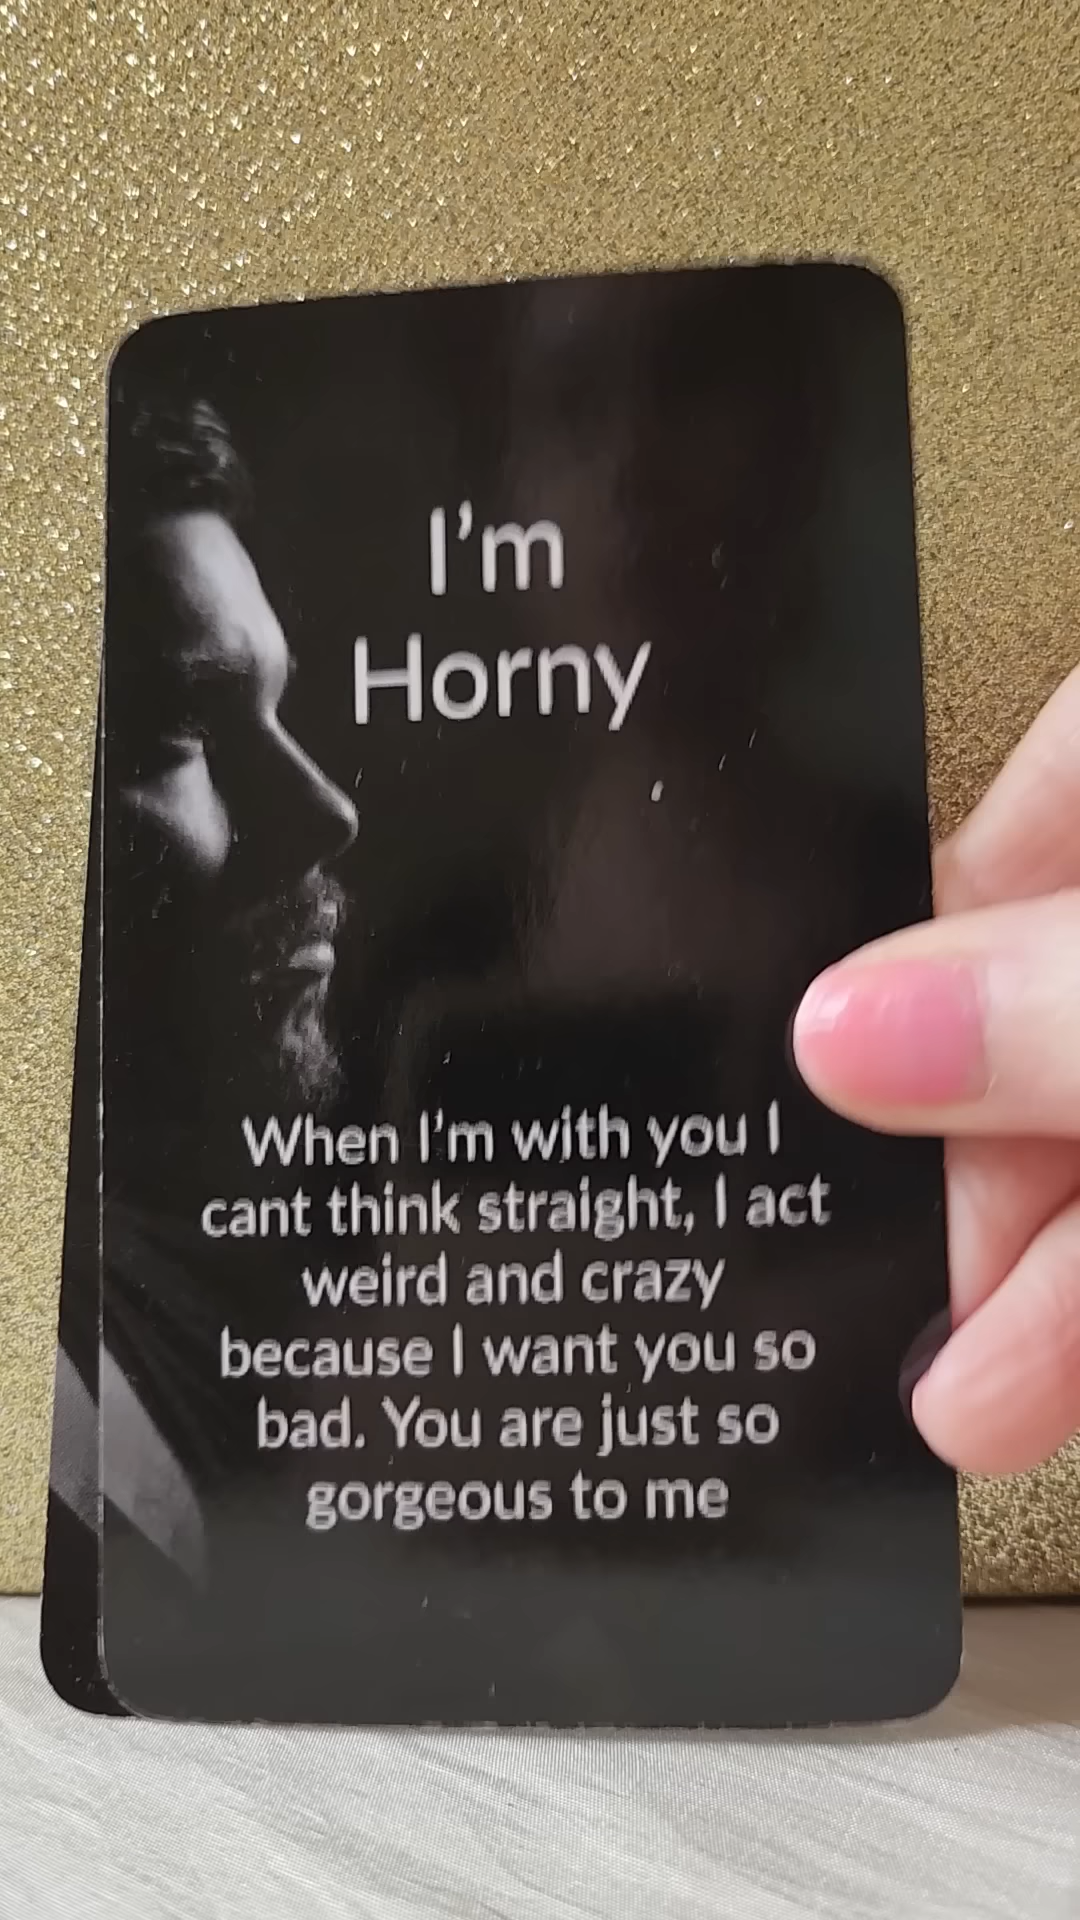 I'm
Horny
When I'm with you I
cant think straight, I act
weird and crazy
because I want you so
bad. You are just so
gorgeous to me